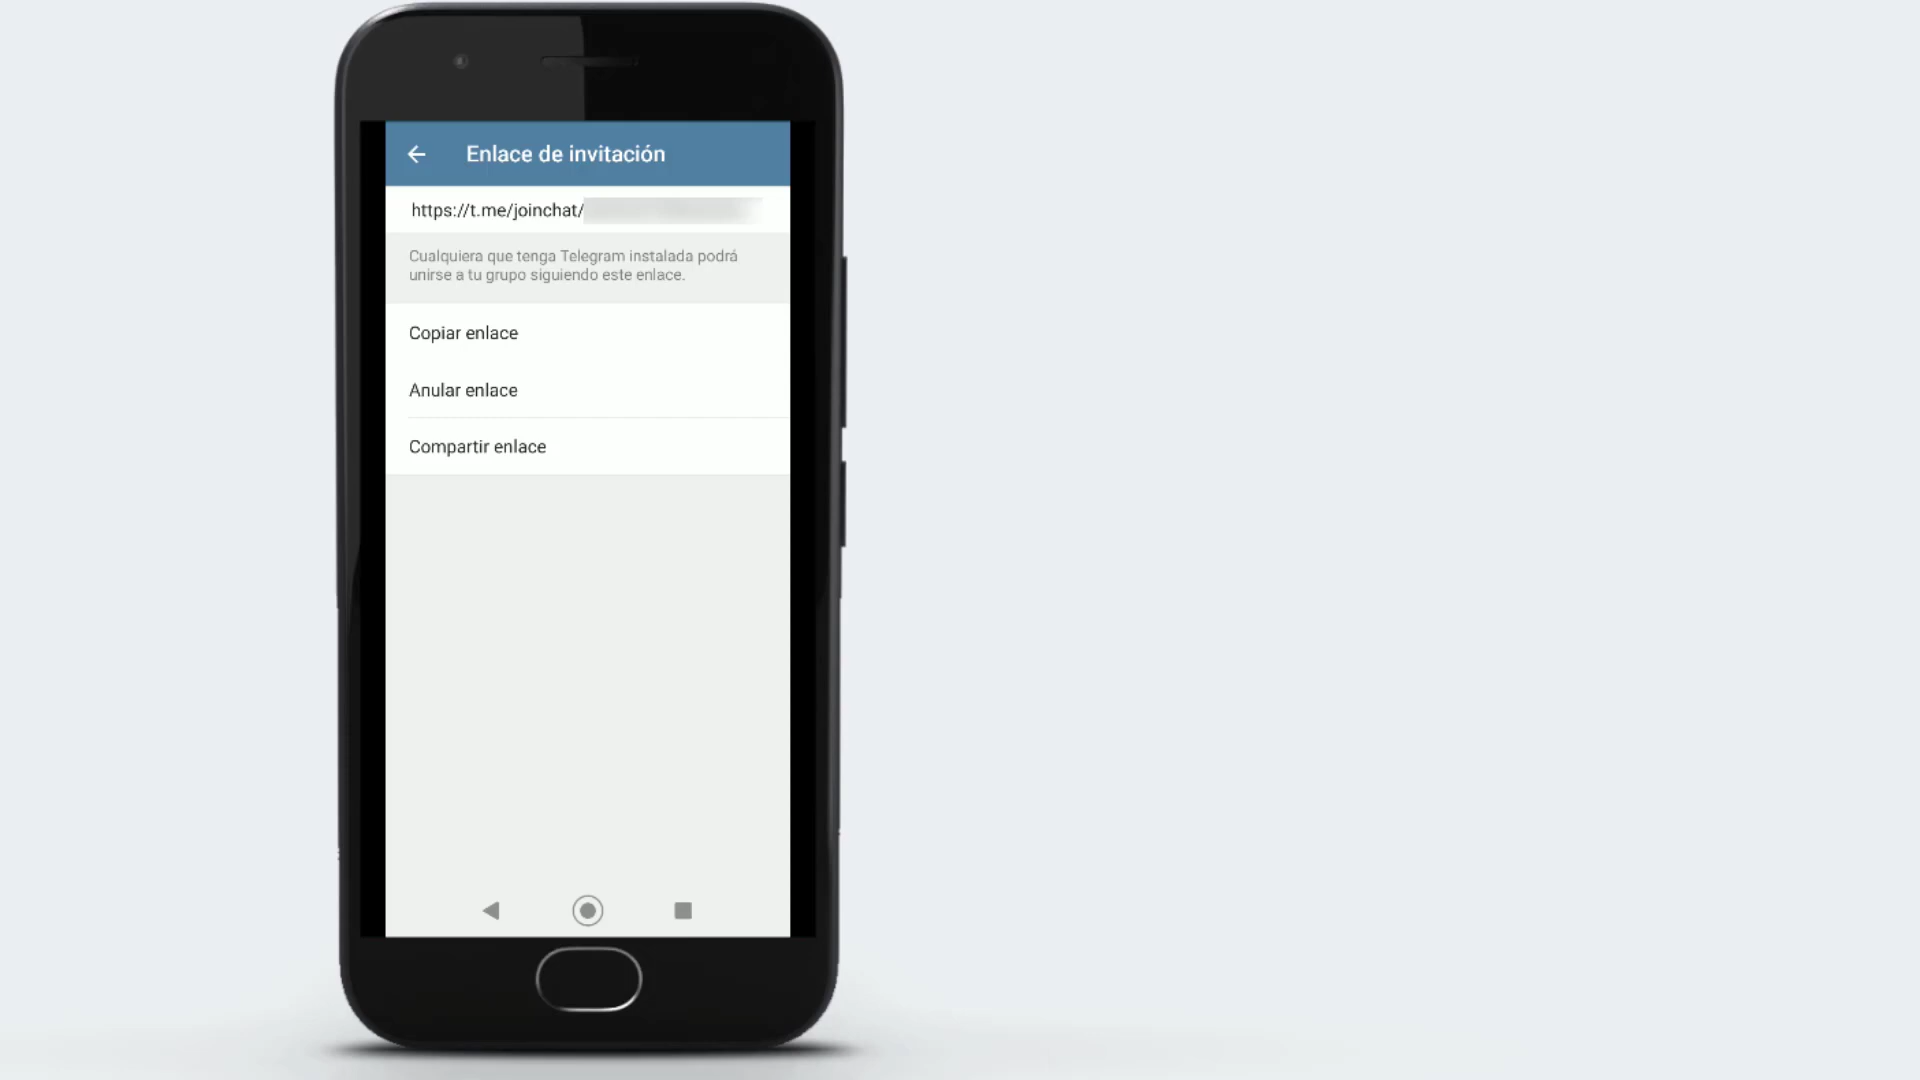 Enlace de invitación
https://t.me/joinchat/
Cualquiera que tenga Telegram instalada podrá
unirse a tu grupo siguiendo este enlace.
Copiar enlace
Anular enlace
Compartir enlace